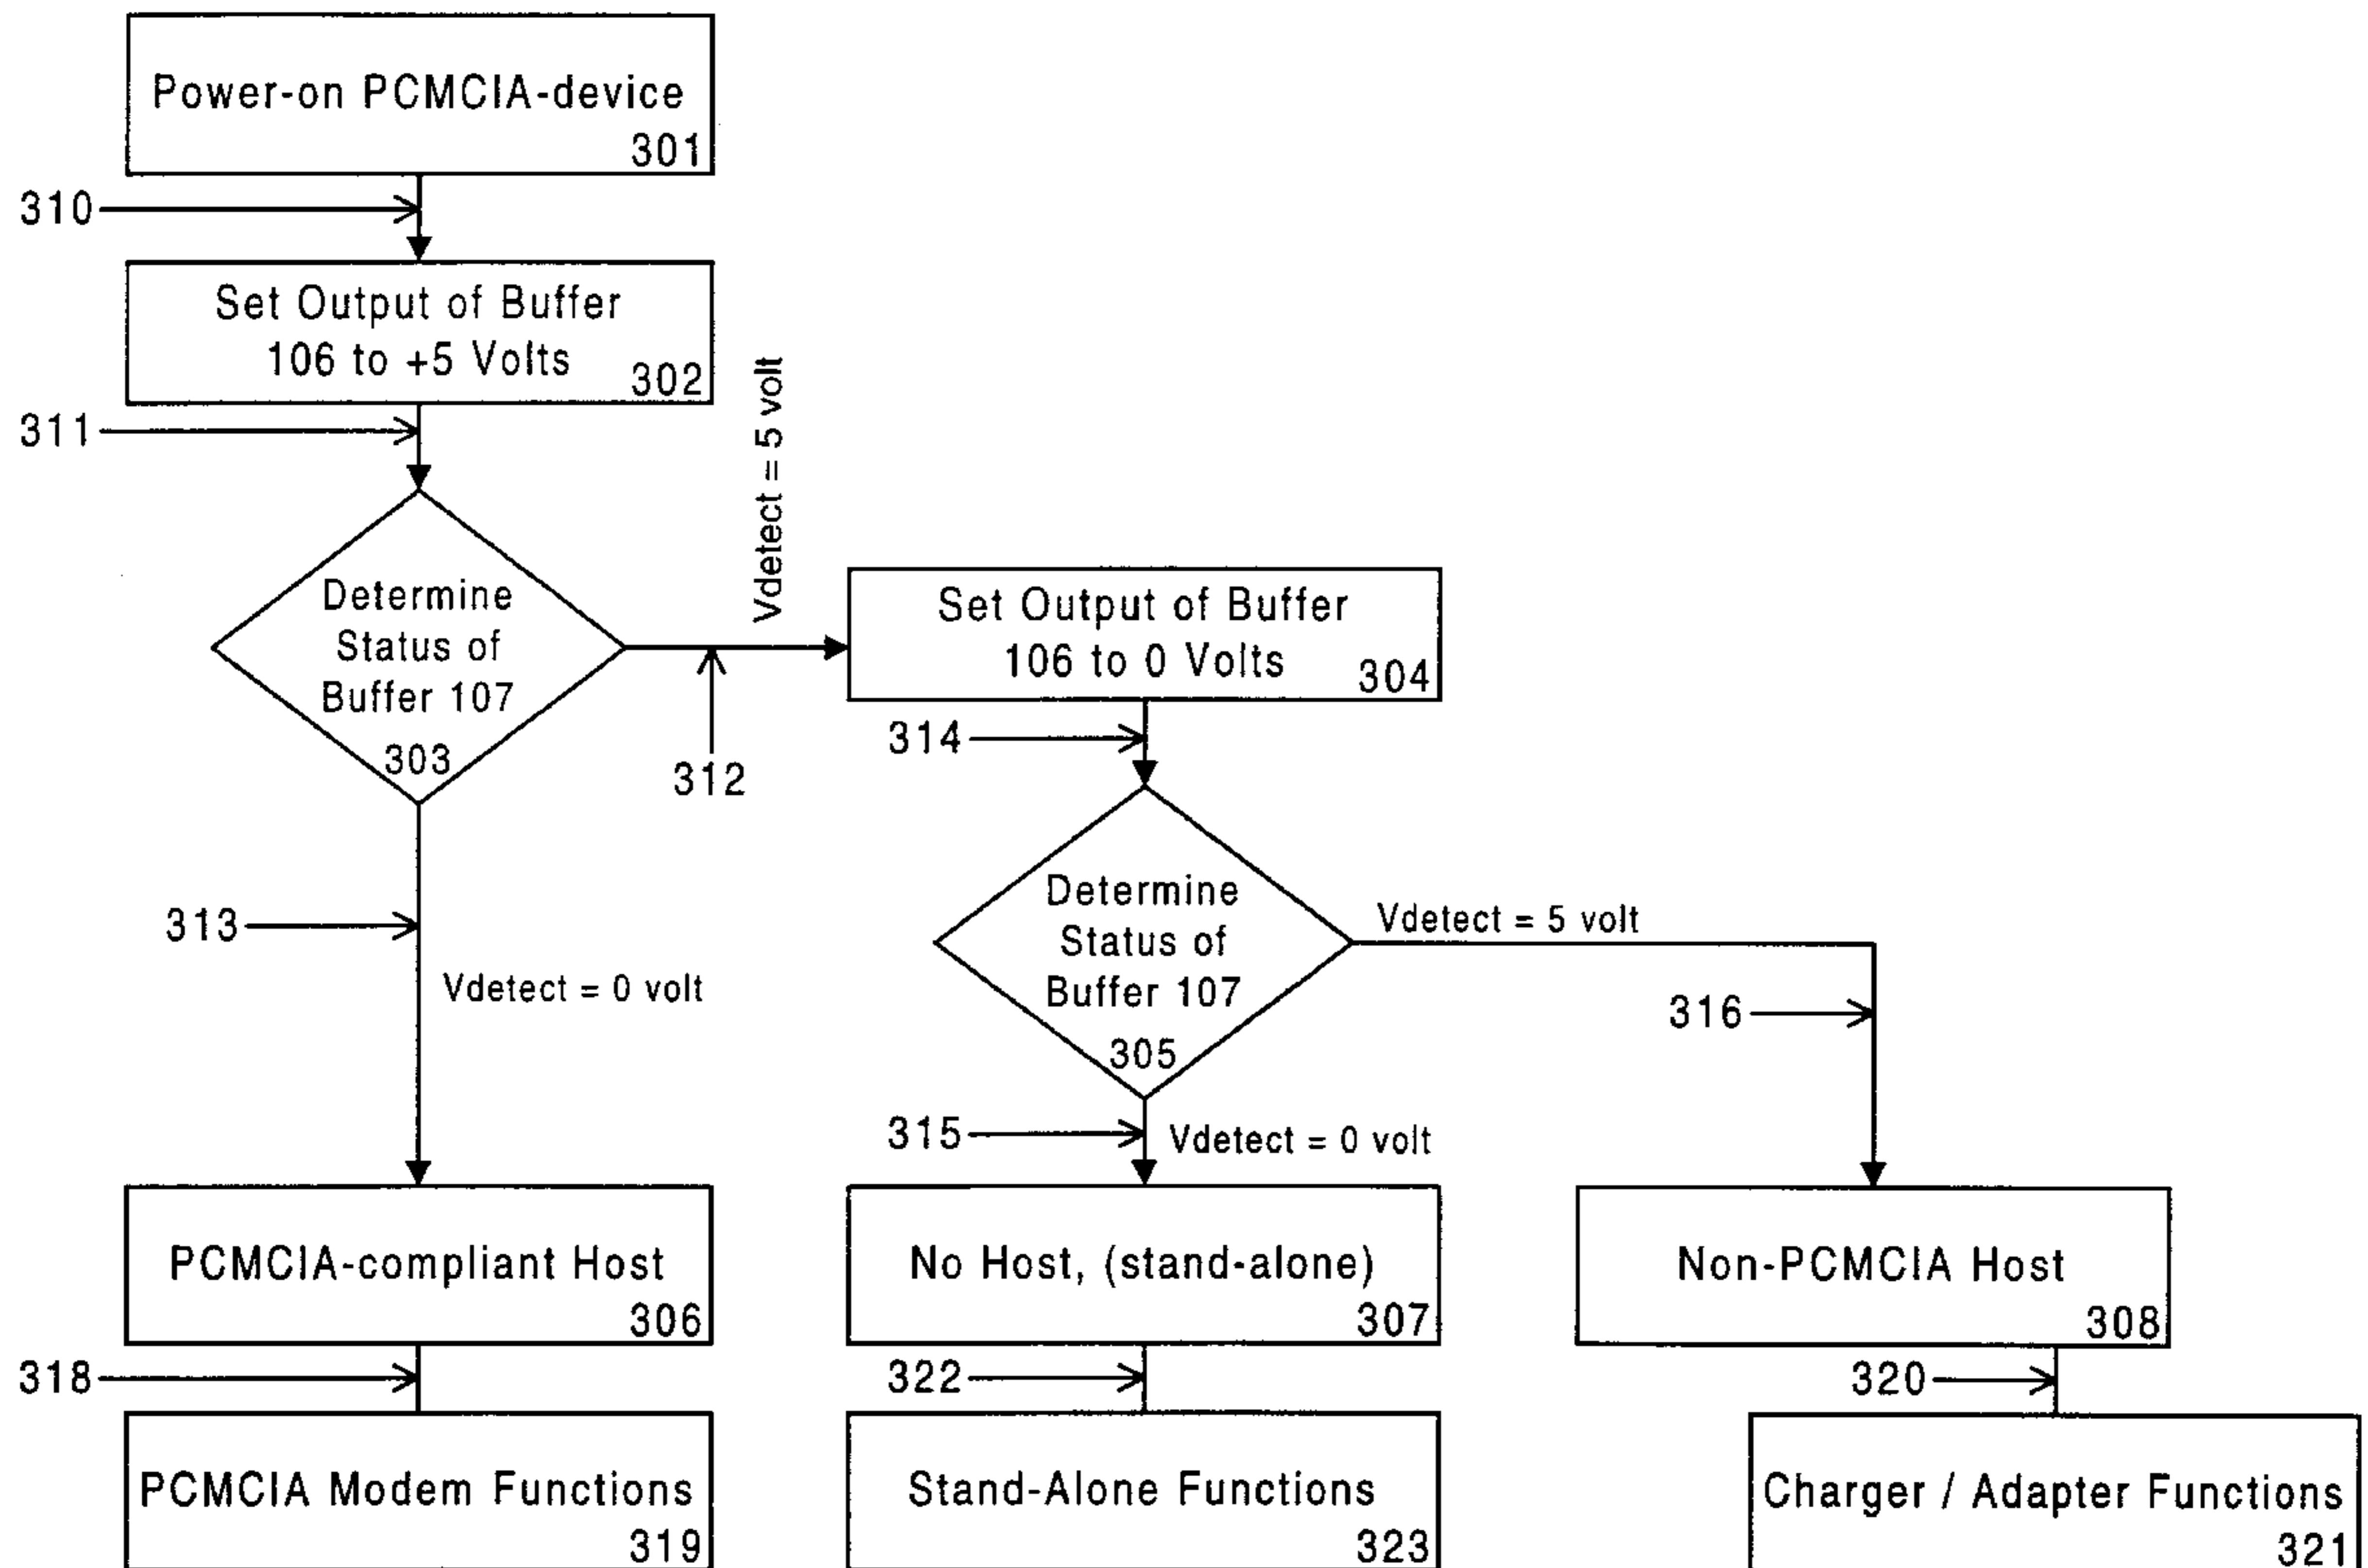 Power-on PCMCIA-device
301
310
Set Output of Buffer
106 to +5 Volts
302
311
Vdetect = 5 volt
Determine
Status of
Buffer 107
303
312
Set Output of Buffer
106 to 0 Volts
304
314
Determine
Status of
Buffer 107
305
313
Vdetect = 0 volt
Vdetect = 5 volt
316
315
Vdetect = 0 volt
PCMCIA-compliant Host
306
No Host, (stand-alone)
307
Non-PCMCIA Host
308
318
322
320
PCMCIA Modem Functions
319
Stand-Alone Functions
323
Charger / Adapter Functions
321